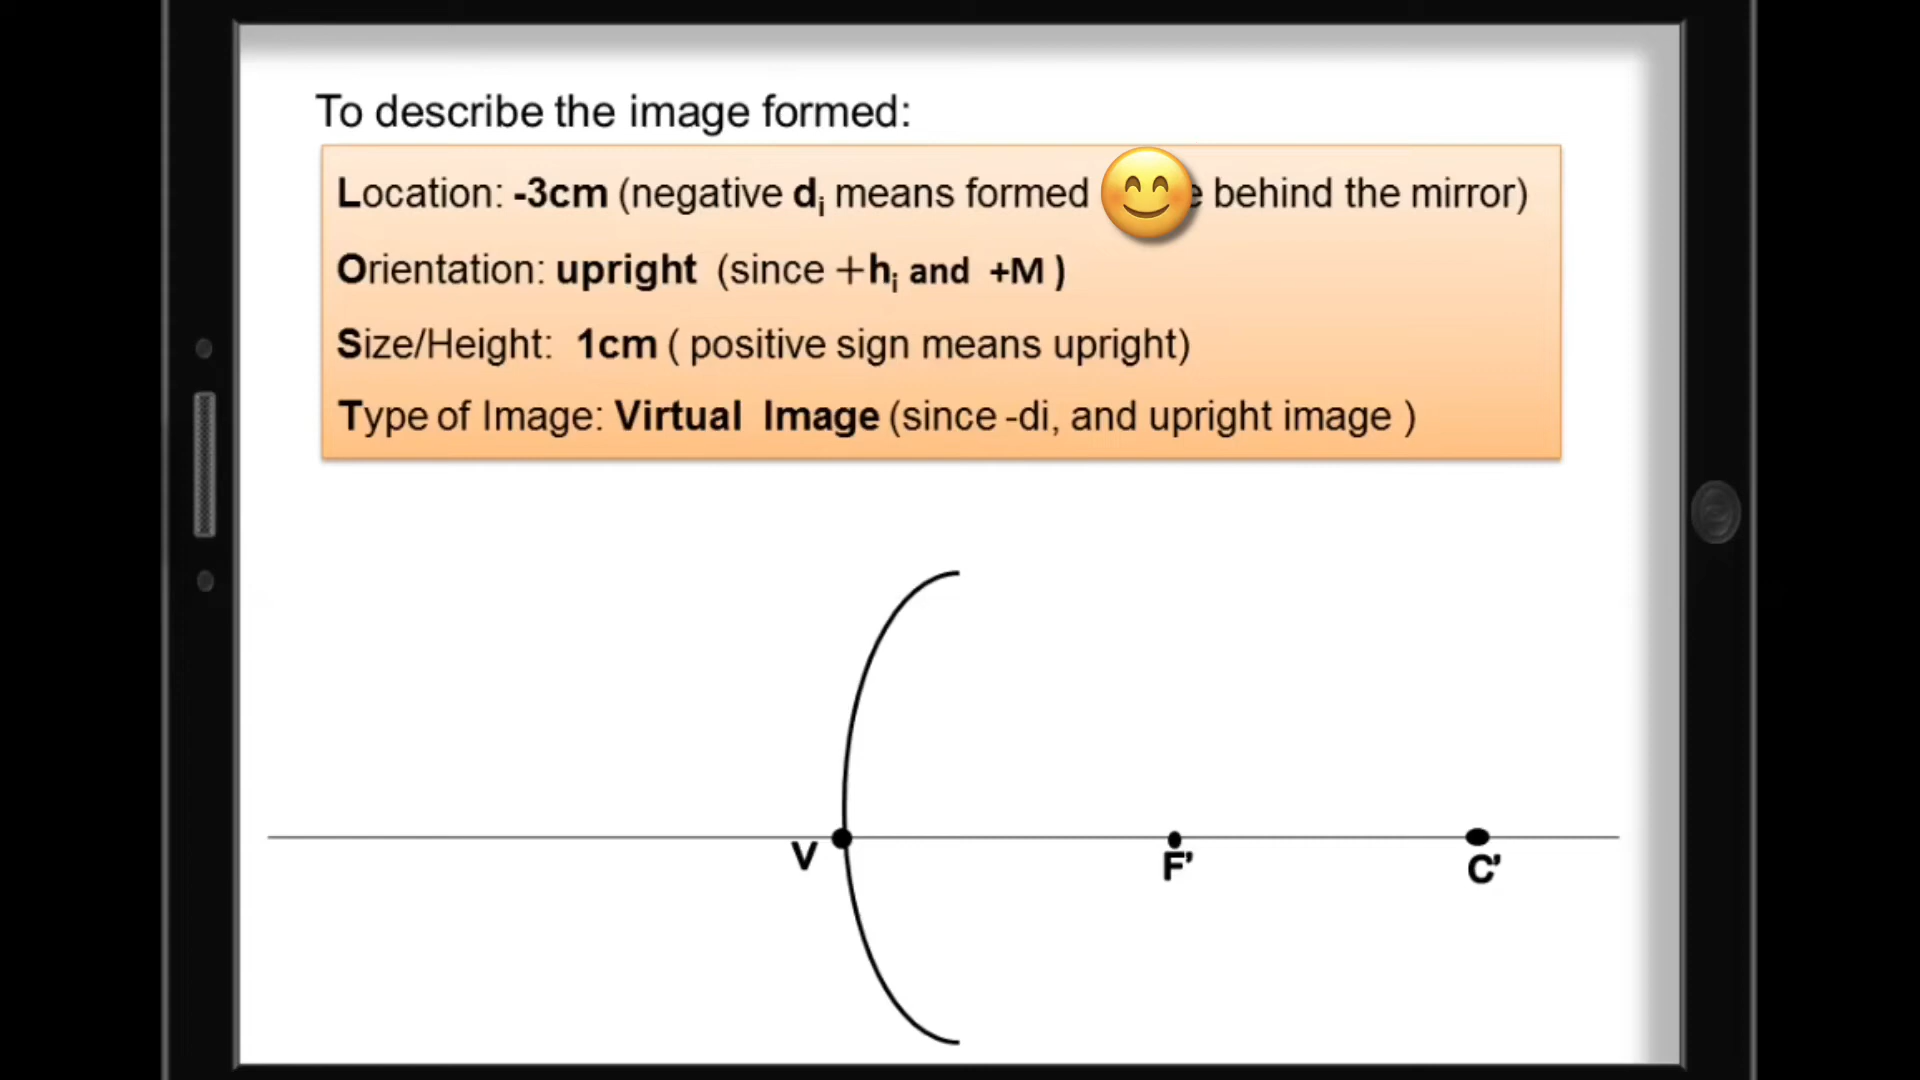 To describe the image formed:
Location: -3cm (negative di means formed behind the mirror)
Orientation: upright (since +hi and +M )
Size/Height: 1cm ( positive sign means upright)
Type of Image: Virtual Image (since -di, and upright image )
V
F’
C’